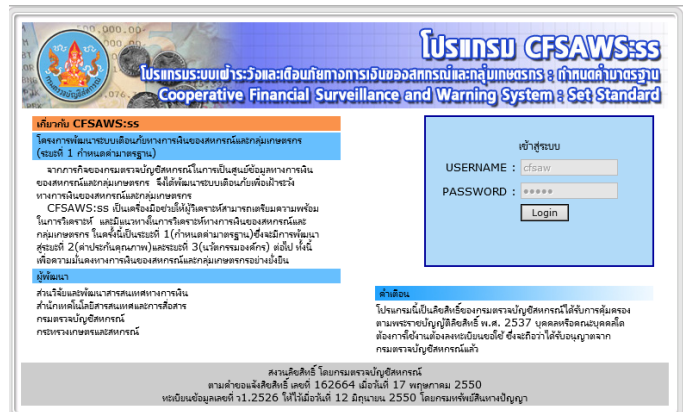 โปรแกรม CFSAWS:ss
โปรแกรมระบบเฝ้าระวังและเตือนภัยทางการเงินของสหกรณ์และกลุ่มเกษตรกร : กำหนดค่ามาตรฐาน
Cooperative Financial Surveillance and Warning System : Set Standard
เกี่ยวกับ CFSAWS:ss
โครงการพัฒนาระบบเตือนภัยทางการเงินของสหกรณ์และกลุ่มเกษตรกร
(ระยะที่ 1 กำหนดค่ามาตรฐาน)
จากภารกิจของกรมตรวจบัญชีสหกรณ์ในการเป็นศูนย์ข้อมูลทางการเงิน
ของสหกรณ์และกลุ่มเกษตรกร จึงได้พัฒนาระบบเตือนภัยเพื่อเฝ้าระวัง
ทางการเงินของสหกรณ์และกลุ่มเกษตรกร
CFSAWS:ss เป็นเครื่องมือช่วยให้ผู้วิเคราะห์สามารถเตรียมความพร้อม
ในการวิเคราะห์ และมีแนวทางในการวิเคราะห์ทางการเงินของสหกรณ์และ
กลุ่มเกษตรกร ในครั้งนี้เป็นระยะที่ 1(กำหนดค่ามาตรฐาน)ซึ่งจะมีการพัฒนา
สู่ระยะที่ 2(ค่าประกันคุณภาพ)และระยะที่ 3(นวัตกรรมองค์กร) ต่อไป ทั้งนี้
เพื่อความมั่นคงทางการเงินของสหกรณ์และกลุ่มเกษตรกรอย่างยั่งยืน
ผู้พัฒนา
ส่วนวิจัยและพัฒนาสารสนเทศทางการเงิน
สำนักเทคโนโลยีสารสนเทศและการสื่อสาร
กรมตรวจบัญชีสหกรณ์
กระทรวงเกษตรและสหกรณ์
เข้าสู่ระบบ
USERNAME : cfsaw
PASSWORD : •••••
Login
คำเตือน
โปรแกรมนี้เป็นลิขสิทธิ์ของกรมตรวจบัญชีสหกรณ์ได้รับการคุ้มครอง
ตามพระราชบัญญัติลิขสิทธิ์ พ.ศ. 2537 บุคคลหรือคณะบุคคลใด
ต้องการใช้งานต้องลงทะเบียนขอใช้ ซึ่งจะถือว่าได้รับอนุญาตจาก
กรมตรวจบัญชีสหกรณ์แล้ว
สงวนลิขสิทธิ์ โดยกรมตรวจบัญชีสหกรณ์
ตามคำขอแจ้งลิขสิทธิ์ เลขที่ 162664 เมื่อวันที่ 17 พฤษภาคม 2550
ทะเบียนข้อมูลเลขที่ ว1.2526 ให้ไว้เมื่อวันที่ 12 มิถุนายน 2550 โดยกรมทรัพย์สินทางปัญญา